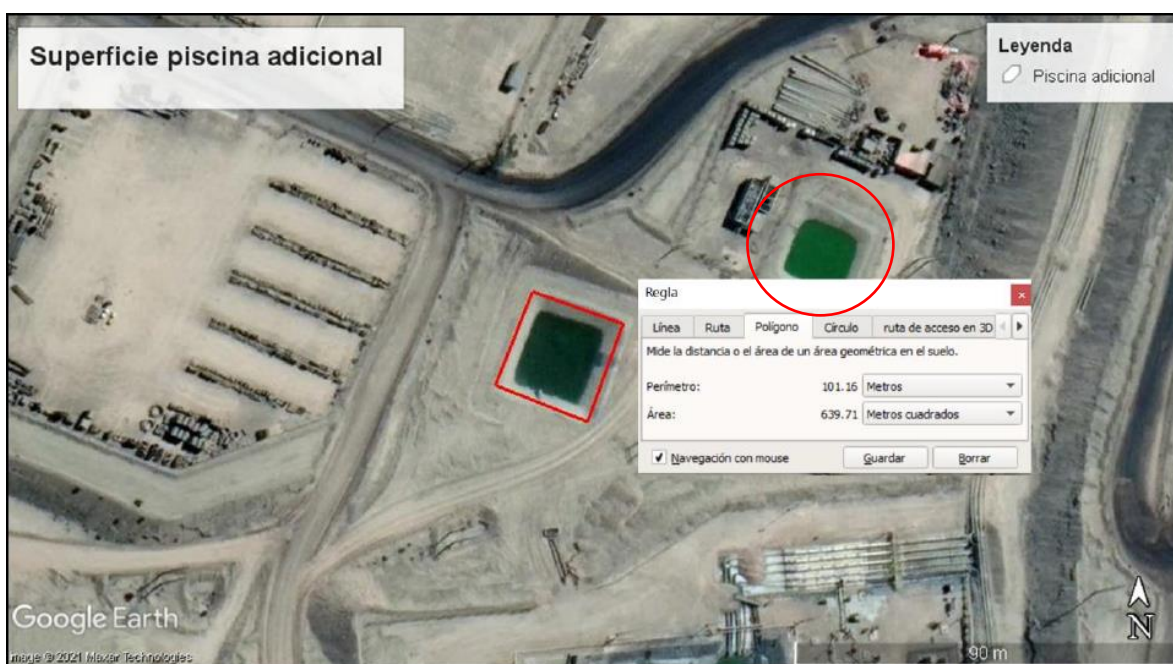 Superficie piscina adicional
Leyenda
Piscina adicional
Regla
Línea Ruta Polígono Círculo ruta de acceso en 3D
Mide la distancia o el área de un área geométrica en el suelo.
Perímetro: 101.16 Metros
Área: 639.71 Metros cuadrados
Navegación con mouse Guardar Borrar
Google Earth
Image © 2021 Maxar Technologies
90 m
N